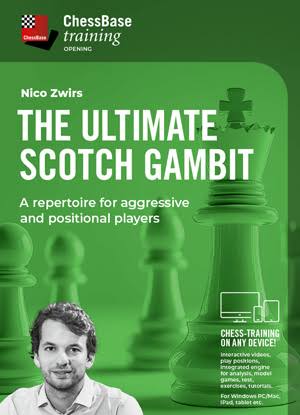 ChessBase
ChessBase
training
OPENING
Nico Zwirs
THE ULTIMATE
SCOTCH GAMBIT
A repertoire for aggressive
and positional players
CHESS-TRAINING
ON ANY DEVICE!
Interactive videos,
play positions,
integrated engine
for analysis, model
games, test,
exercises, tutorials.
For Windows PC/Mac,
iPad, tablet etc.